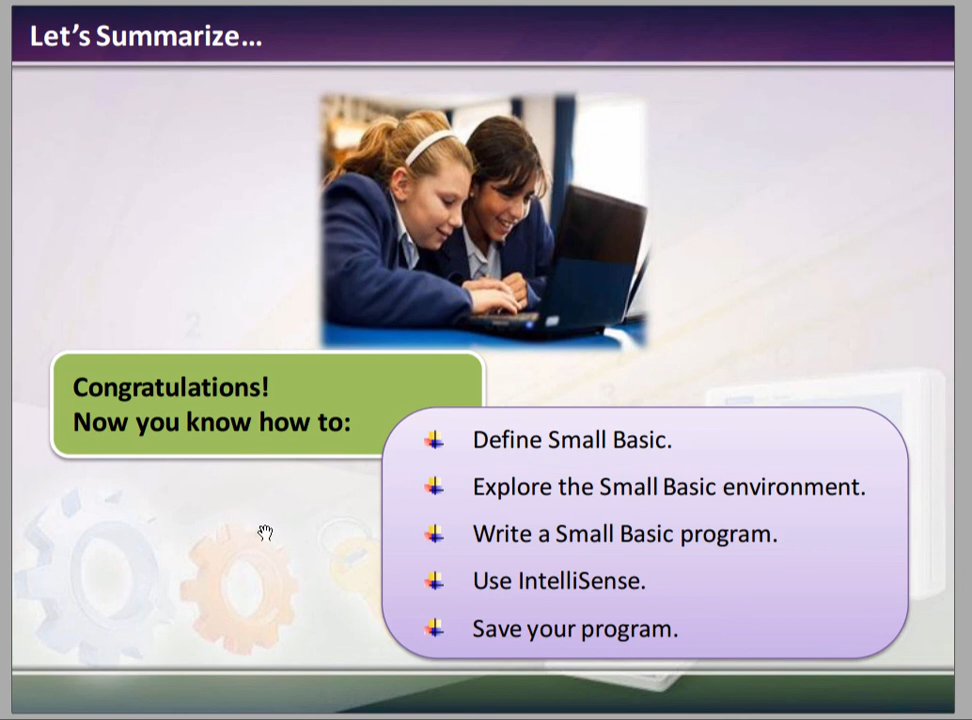 Let’s Summarize…
Congratulations!
Now you know how to:
Define Small Basic.
Explore the Small Basic environment.
Write a Small Basic program.
Use IntelliSense.
Save your program.